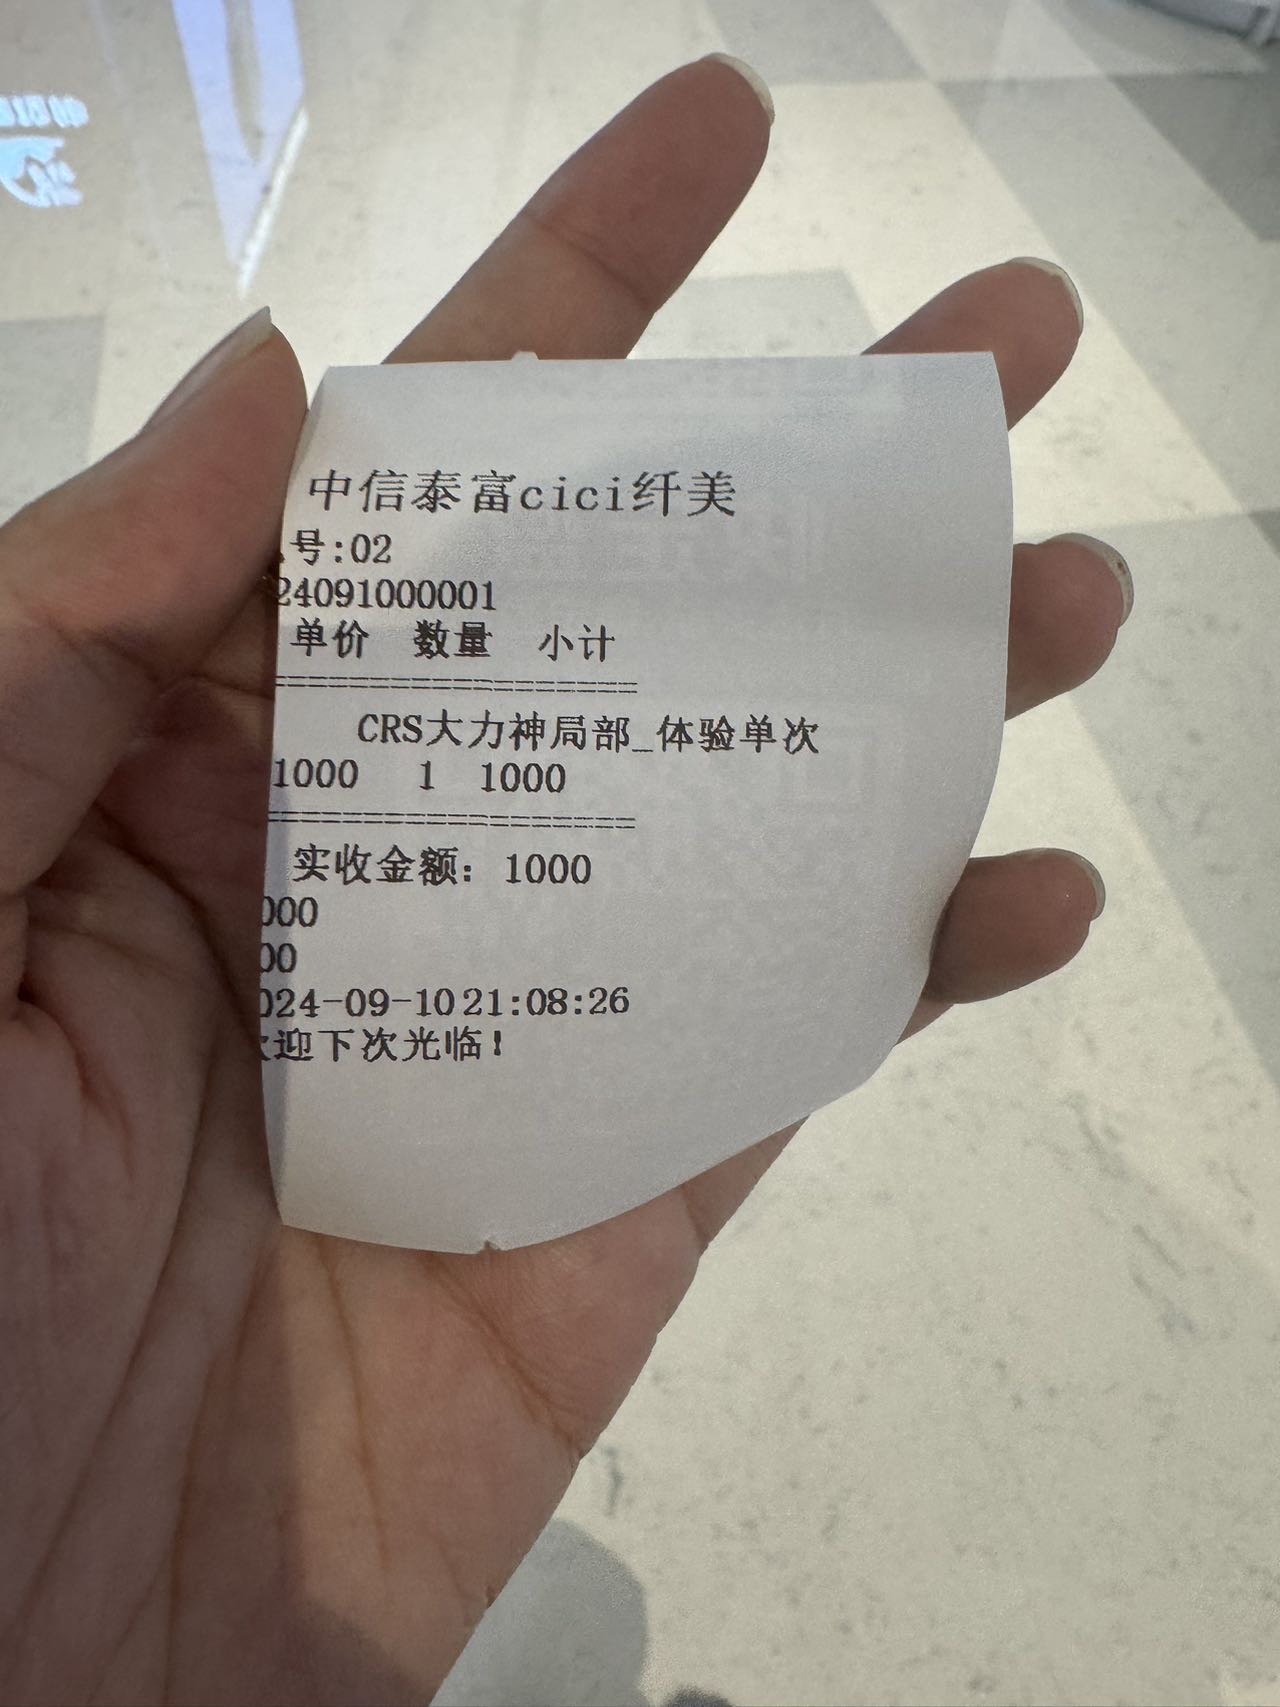 中信泰富cici纤美
号:02
24091000001
单价 数量 小计
==================
CRS大力神局部_体验单次
1000 1 1000
==================
实收金额: 1000
000
00
024-09-10 21:08:26
迎下次光临!